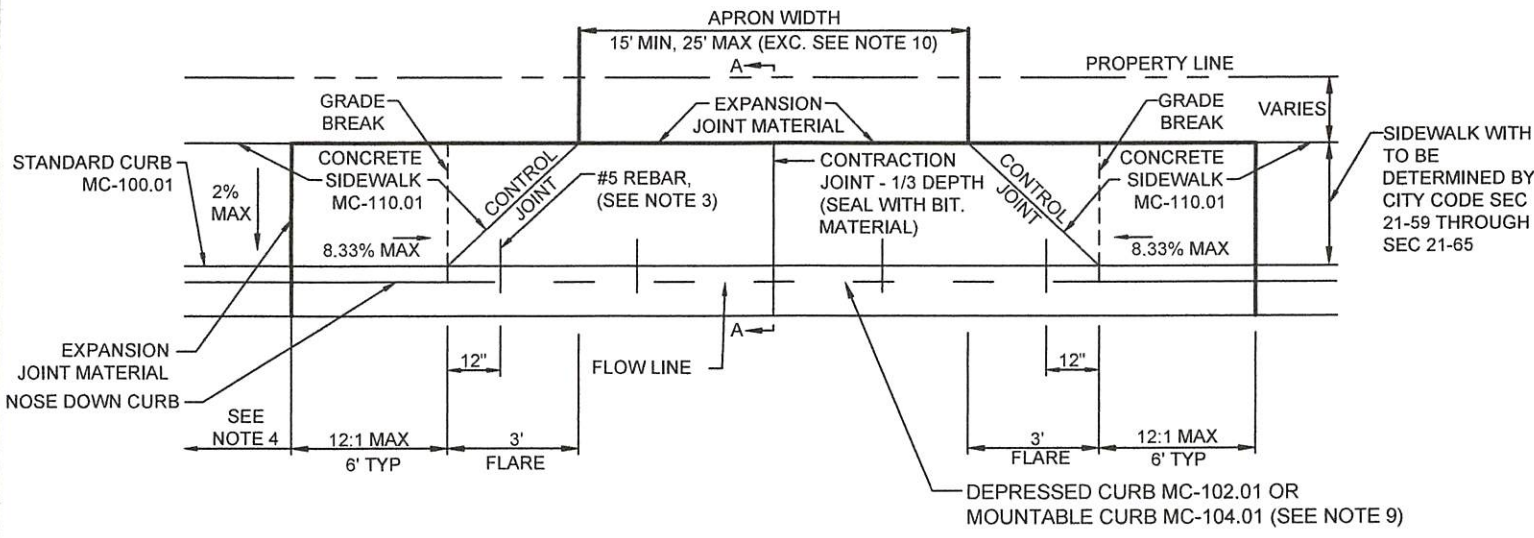 APRON WIDTH
15' MIN, 25' MAX (EXC. SEE NOTE 10)
A
PROPERTY LINE
GRADE
BREAK
EXPANSION
JOINT MATERIAL
GRADE
BREAK
VARIES
STANDARD CURB
MC-100.01
2%
MAX
CONCRETE
SIDEWALK
MC-110.01
CONTROL
JOINT
#5 REBAR,
(SEE NOTE 3)
CONTRACTION
JOINT - 1/3 DEPTH
(SEAL WITH BIT.
MATERIAL)
CONTROL
JOINT
CONCRETE
SIDEWALK
MC-110.01
SIDEWALK WITH
TO BE
DETERMINED BY
CITY CODE SEC
21-59 THROUGH
SEC 21-65
8.33% MAX
8.33% MAX
A
EXPANSION
JOINT MATERIAL
NOSE DOWN CURB
12"
FLOW LINE
12"
SEE
NOTE 4
12:1 MAX
6' TYP
3'
FLARE
3'
FLARE
12:1 MAX
6' TYP
DEPRESSED CURB MC-102.01 OR
MOUNTABLE CURB MC-104.01 (SEE NOTE 9)